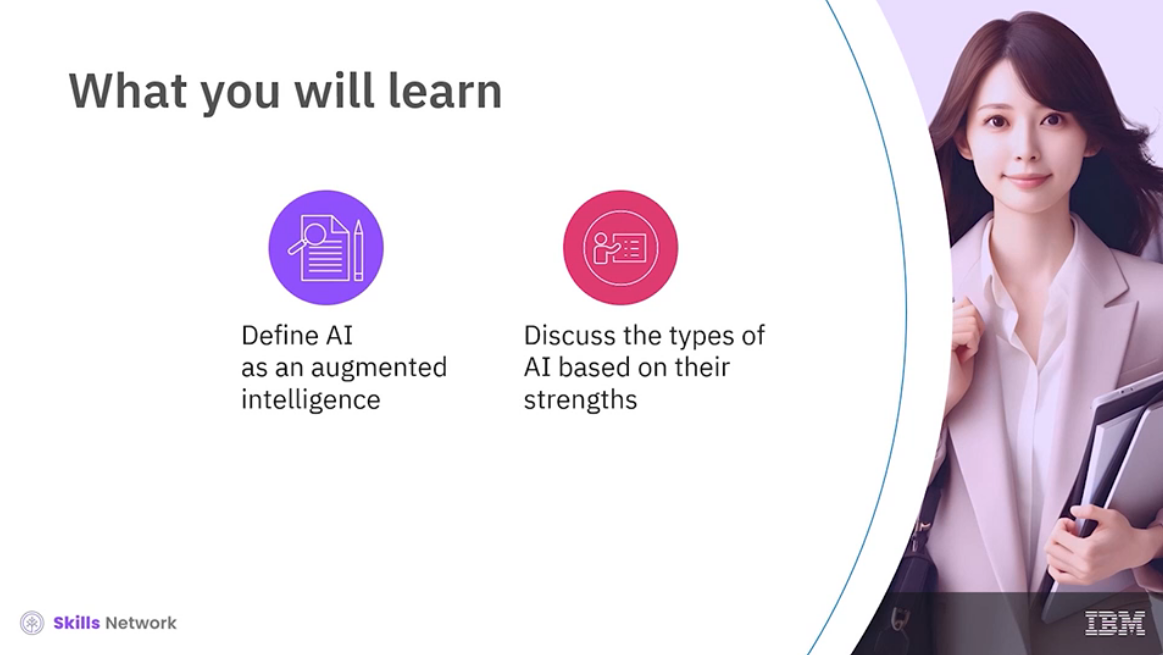 What you will learn
Define AI
as an augmented
intelligence
Discuss the types of
AI based on their
strengths
Skills Network
IBM